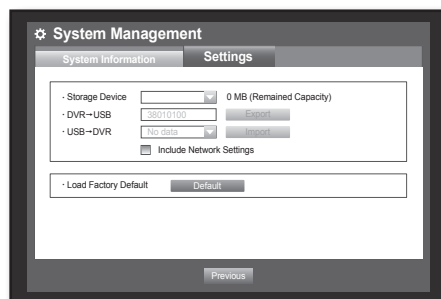 System Management
System Information Settings
· Storage Device 0 MB (Remained Capacity)
· DVR→USB 38010100 Export
· USB→DVR No data Import
Include Network Settings
· Load Factory Default Default
Previous